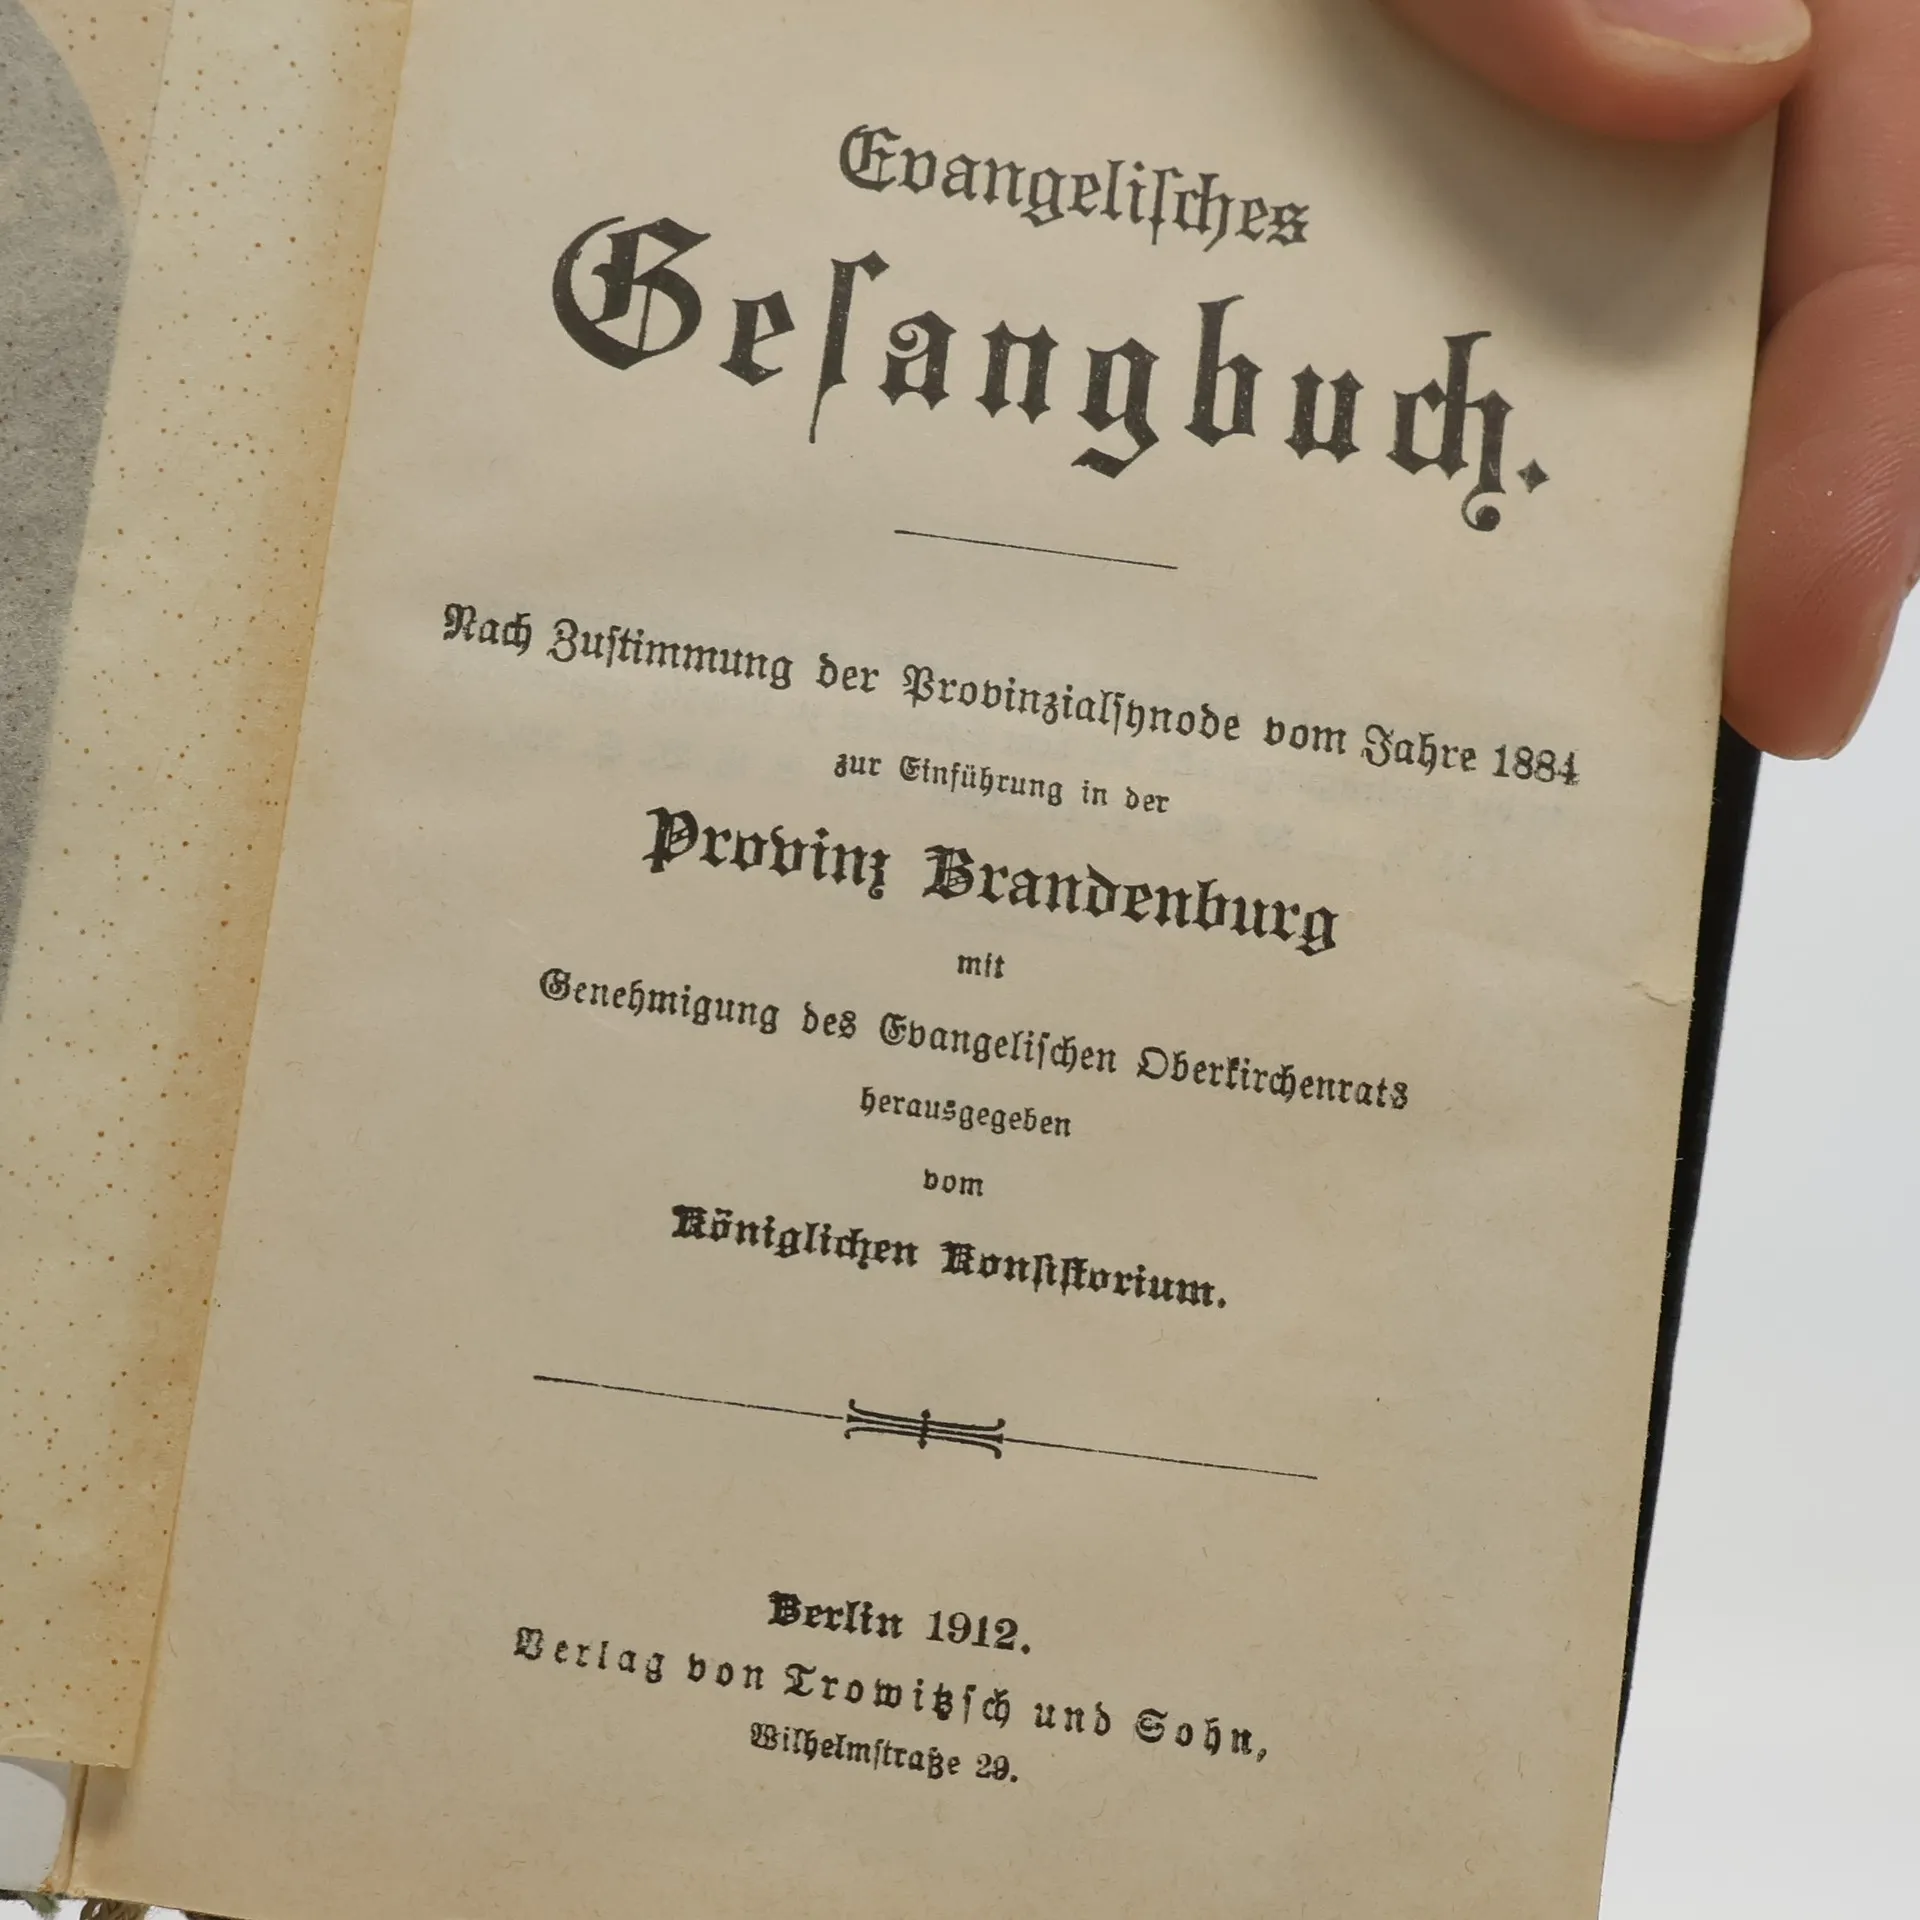 Evangeliſches
Geſangbuch.
Nach Zuſtimmung der Provinzialſynode vom Jahre 1884
zur Einführung in der
Provinz Brandenburg
mit
Genehmigung des Evangeliſchen Oberkirchenrats
herausgegeben
vom
Königlichen Konſiſtorium.
Berlin 1912.
Verlag von Trowitzſch und Sohn,
Wilhelmſtraße 29.